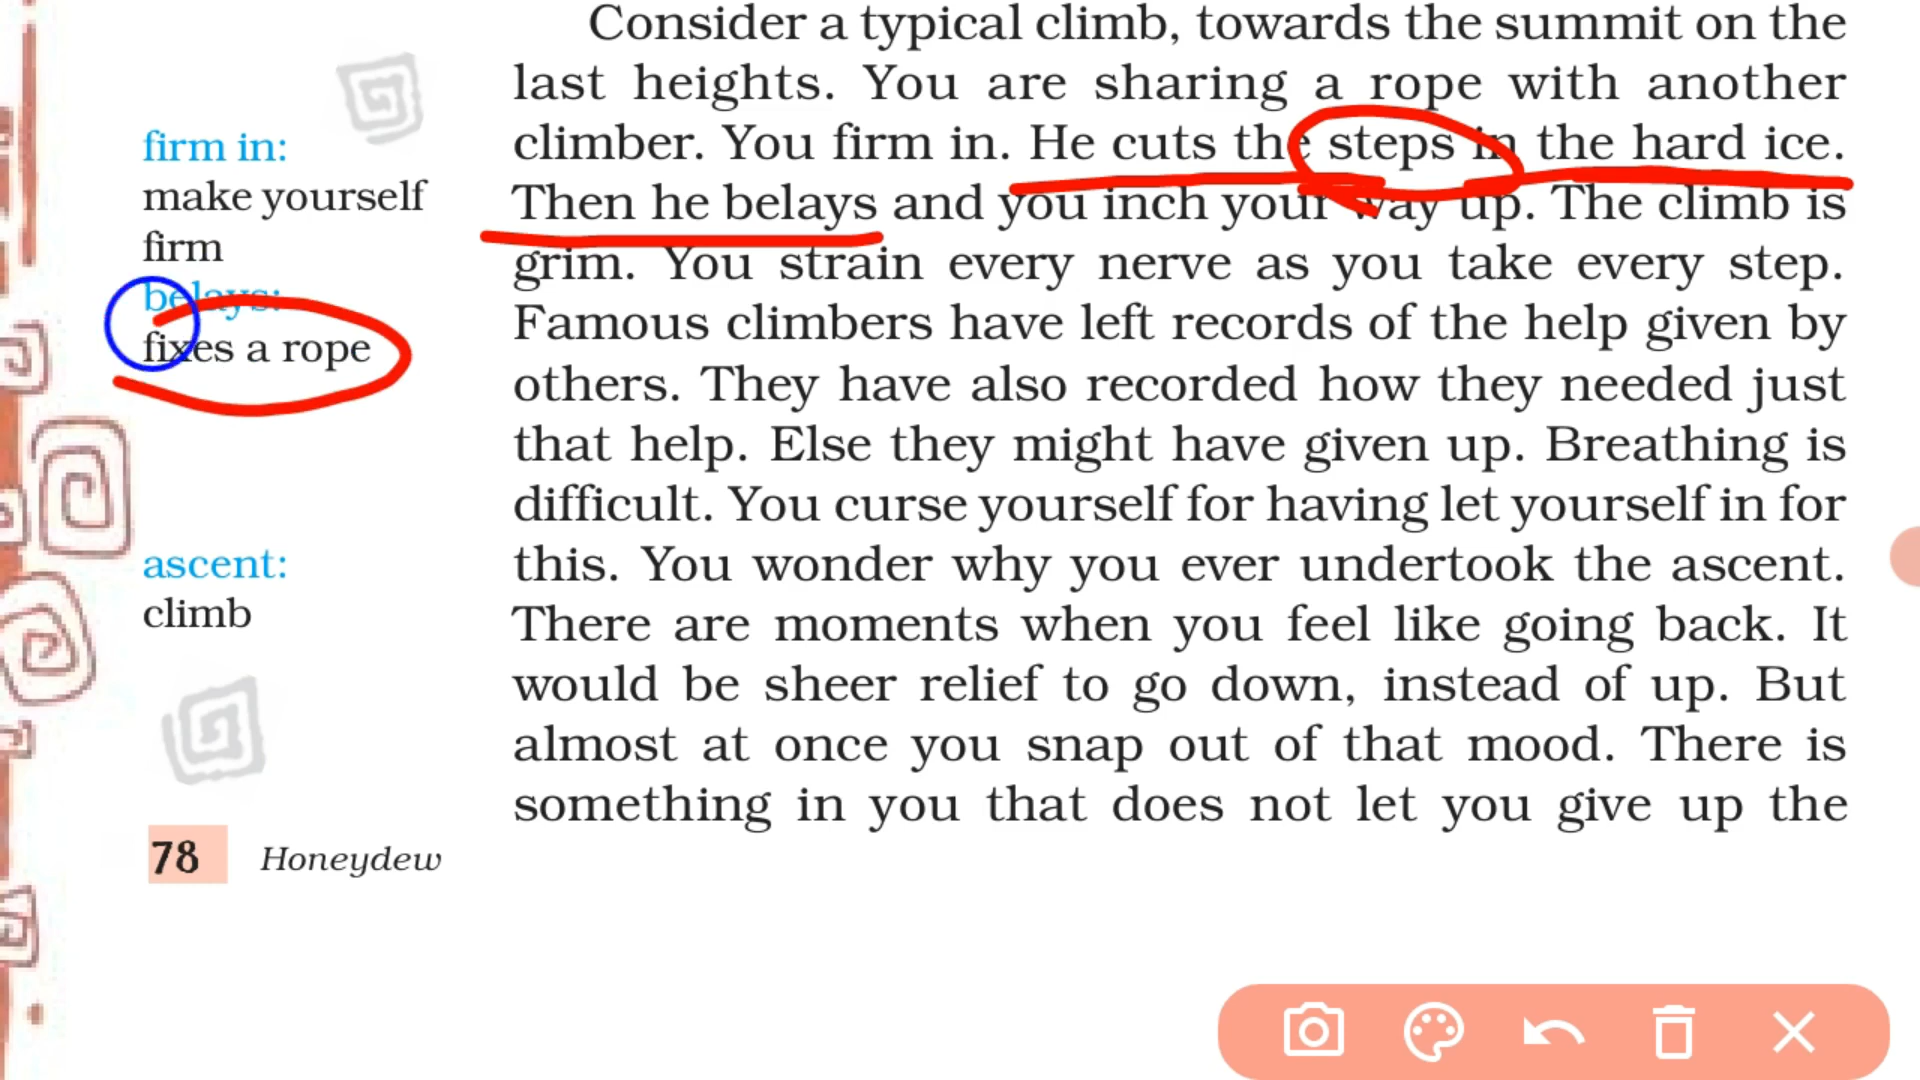 Consider a typical climb, towards the summit on the
last heights. You are sharing a rope with another
climber. You firm in. He cuts the steps in the hard ice.
Then he belays and you inch your way up. The climb is
grim. You strain every nerve as you take every step.
Famous climbers have left records of the help given by
others. They have also recorded how they needed just
that help. Else they might have given up. Breathing is
difficult. You curse yourself for having let yourself in for
this. You wonder why you ever undertook the ascent.
There are moments when you feel like going back. It
would be sheer relief to go down, instead of up. But
almost at once you snap out of that mood. There is
something in you that does not let you give up the
firm in:
make yourself
firm
belays:
fixes a rope
ascent:
climb
78 Honeydew